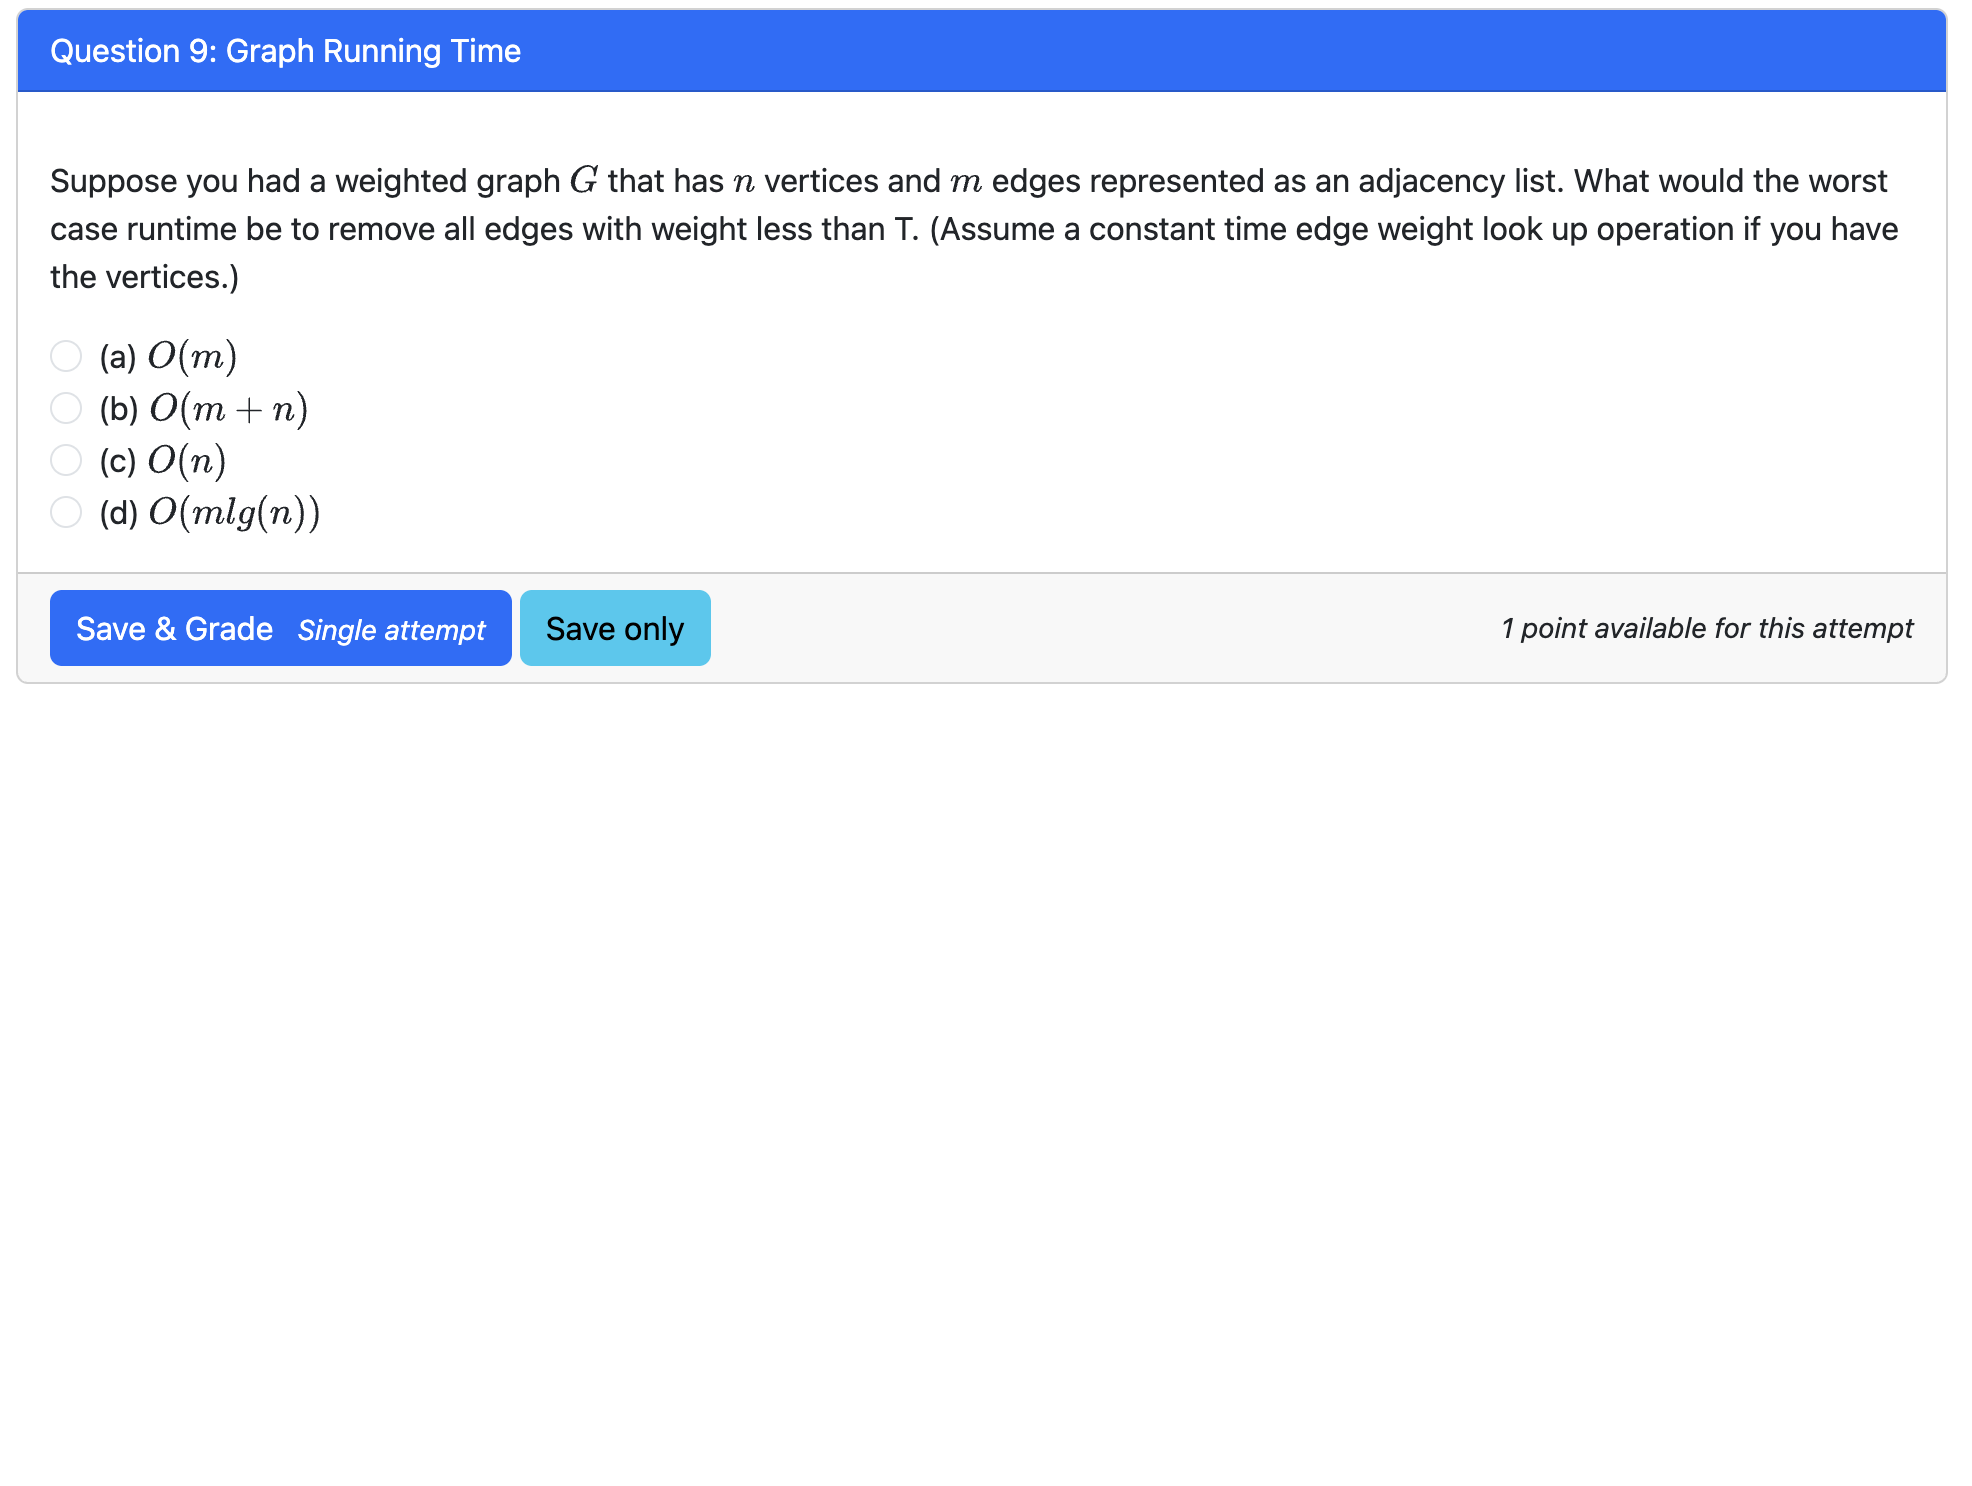 Question 9: Graph Running Time
Suppose you had a weighted graph G that has n vertices and m edges represented as an adjacency list. What would the worst
case runtime be to remove all edges with weight less than T. (Assume a constant time edge weight look up operation if you have
the vertices.)
(a) O(m)
(b) O(m + n)
(c) O(n)
(d) O(mlg(n))
Save & Grade Single attempt Save only 1 point available for this attempt